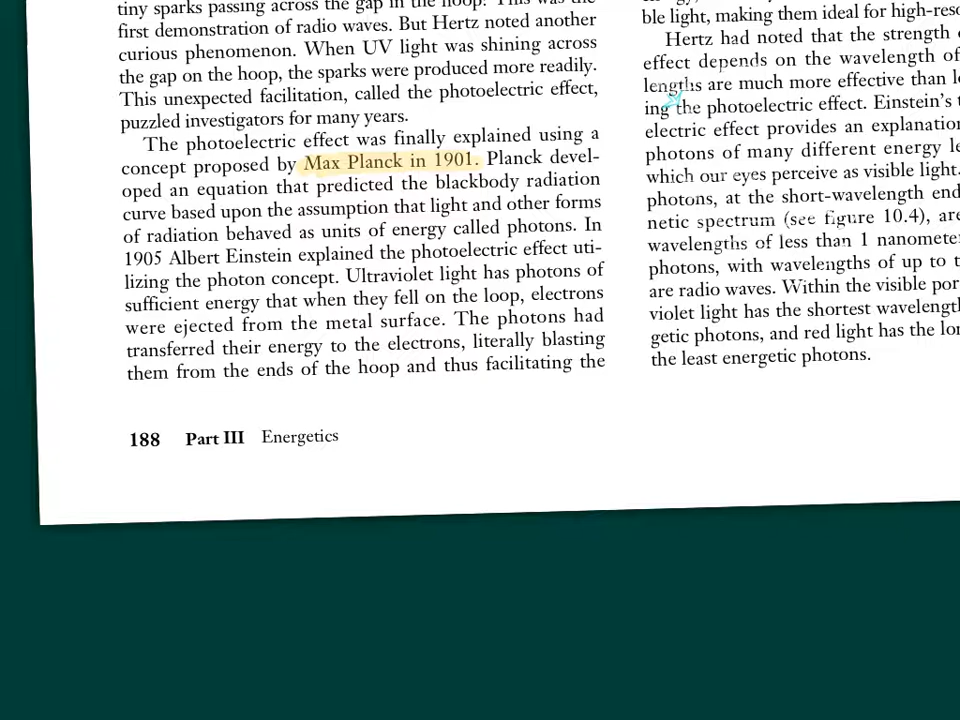 tiny sparks passing across the gap in the hoop! This was the
first demonstration of radio waves. But Hertz noted another
curious phenomenon. When UV light was shining across
the gap on the hoop, the sparks were produced more readily.
This unexpected facilitation, called the photoelectric effect,
puzzled investigators for many years.
The photoelectric effect was finally explained using a
concept proposed by Max Planck in 1901. Planck devel-
oped an equation that predicted the blackbody radiation
curve based upon the assumption that light and other forms
of radiation behaved as units of energy called photons. In
1905 Albert Einstein explained the photoelectric effect uti-
lizing the photon concept. Ultraviolet light has photons of
sufficient energy that when they fell on the loop, electrons
were ejected from the metal surface. The photons had
transferred their energy to the electrons, literally blasting
them from the ends of the hoop and thus facilitating the
ble light, making them ideal for high-reso
Hertz had noted that the strength
effect depends on the wavelength of
lengths are much more effective than
ing the photoelectric effect. Einstein's
electric effect provides an explanation
photons of many different energy le
which our eyes perceive as visible light.
photons, at the short-wavelength end
netic spectrum (see figure 10.4), are
wavelengths of less than 1 nanomete
photons, with wavelengths of up to
are radio waves. Within the visible por
violet light has the shortest wavelength
getic photons, and red light has the lon
the least energetic photons.
188 Part III Energetics